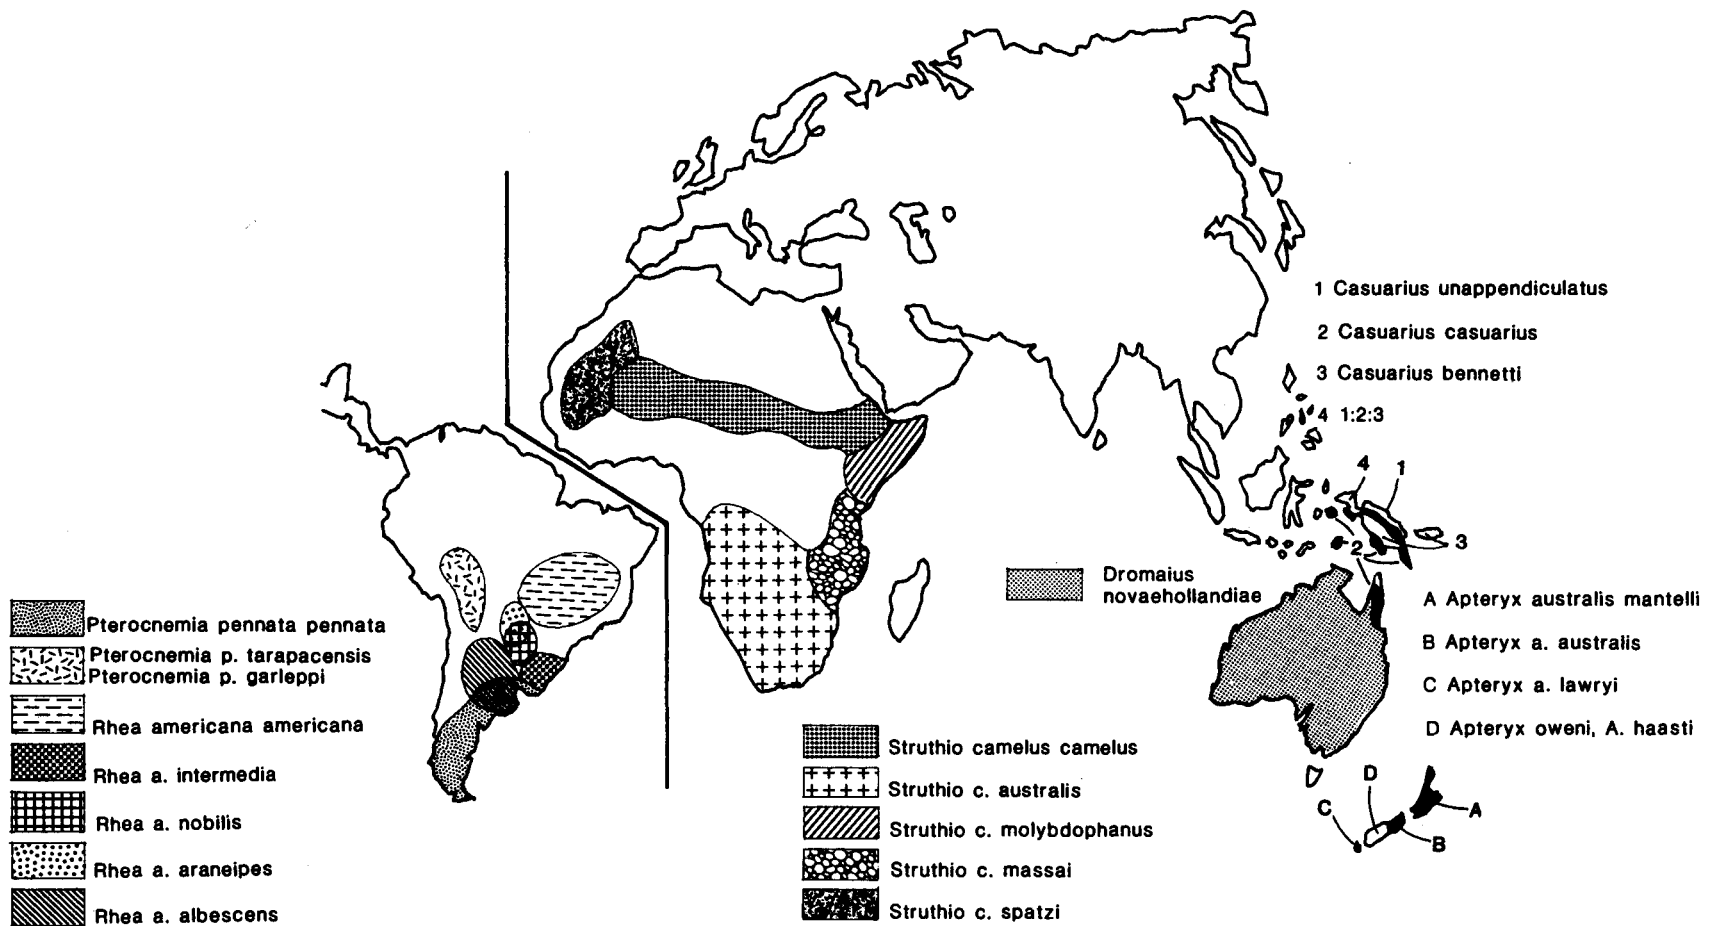 1 Casuarius unappendiculatus
2 Casuarius casuarius
3 Casuarius bennetti
4 1:2:3
4
1
3
2
Dromaius
novaehollandiae
A Apteryx australis mantelli
B Apteryx a. australis
C Apteryx a. lawryi
D Apteryx oweni, A. haasti
D
C
A
B
Pterocnemia pennata pennata
Pterocnemia p. tarapacensis
Pterocnemia p. garleppi
Rhea americana americana
Rhea a. intermedia
Rhea a. nobilis
Rhea a. araneipes
Rhea a. albescens
Struthio camelus camelus
Struthio c. australis
Struthio c. molybdophanus
Struthio c. massai
Struthio c. spatzi